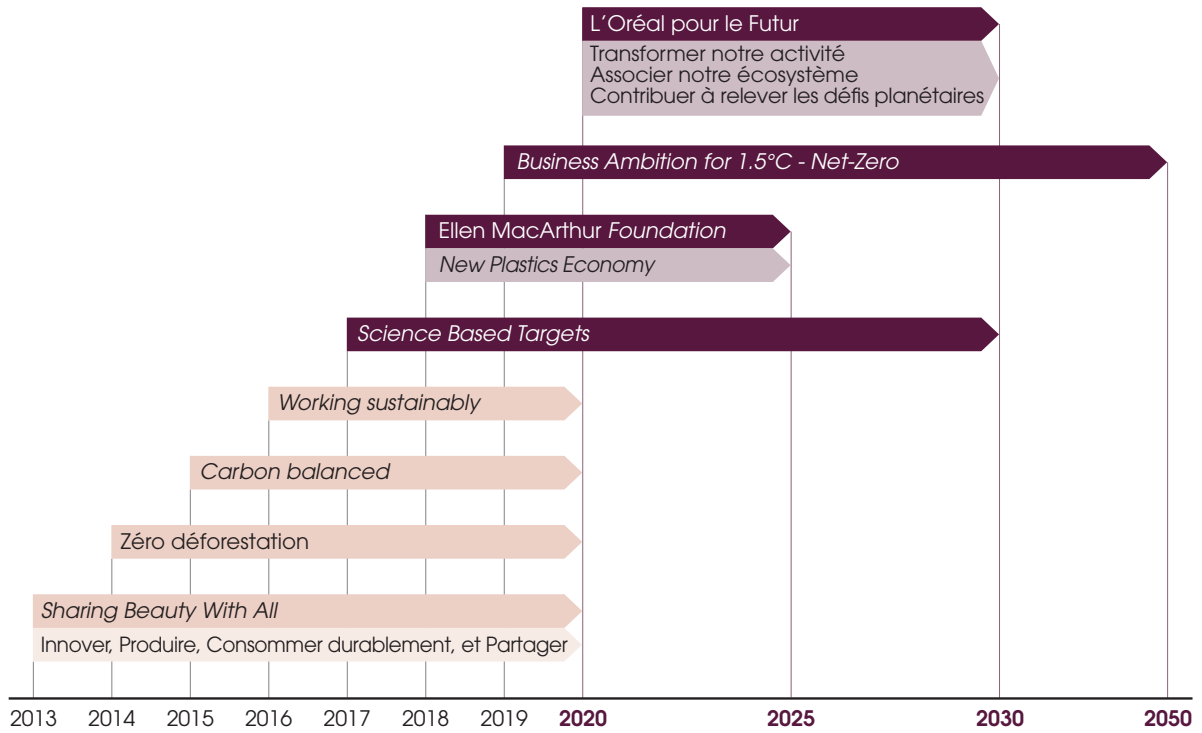 L'Oréal pour le Futur
Transformer notre activité
Associer notre écosystème
Contribuer à relever les défis planétaires
Business Ambition for 1.5°C - Net-Zero
Ellen MacArthur Foundation
New Plastics Economy
Science Based Targets
Working sustainably
Carbon balanced
Zéro déforestation
Sharing Beauty With All
Innover, Produire, Consommer durablement, et Partager
2013 2014 2015 2016 2017 2018 2019 2020 2025 2030 2050